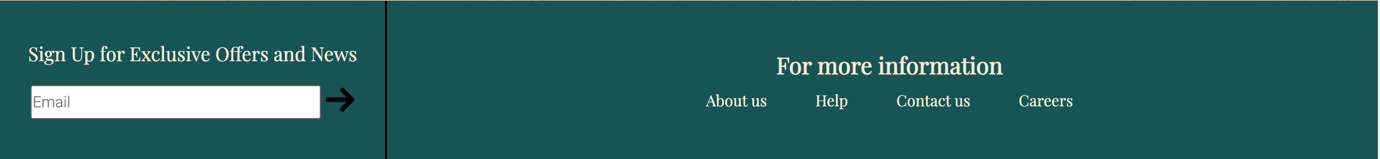 Sign Up for Exclusive Offers and News
Email
For more information
About us Help Contact us Careers